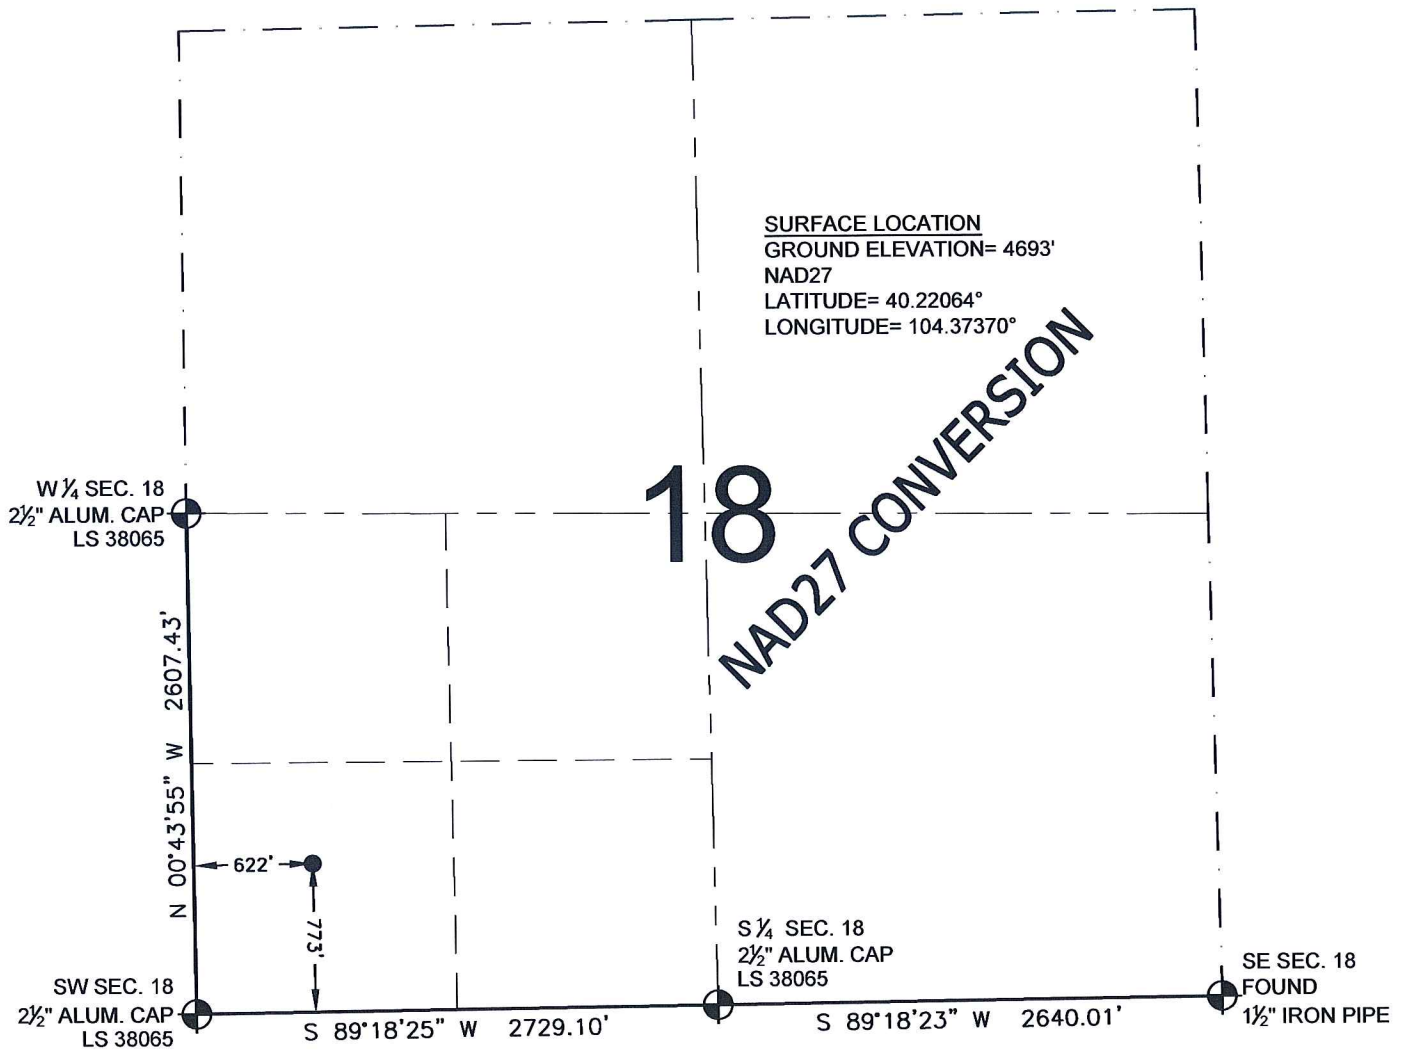 SURFACE LOCATION
GROUND ELEVATION= 4693'
NAD27
LATITUDE= 40.22064°
LONGITUDE= 104.37370°
NAD27 CONVERSION
18
W ¼ SEC. 18
2½" ALUM. CAP
LS 38065
N 00°43'55" W 2607.43'
622'
773'
S ¼ SEC. 18
2½" ALUM. CAP
LS 38065
SW SEC. 18
2½" ALUM. CAP
LS 38065
SE SEC. 18
FOUND
1½" IRON PIPE
S 89°18'25" W 2729.10'
S 89°18'23" W 2640.01'